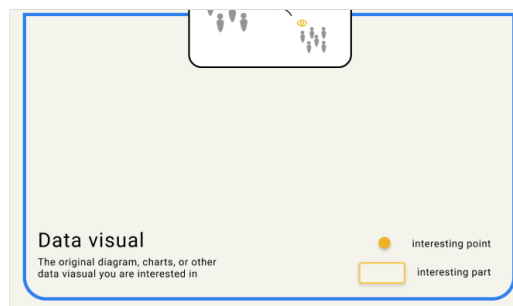 Data visual
The original diagram, charts, or other
data viasual you are interested in
interesting point
interesting part